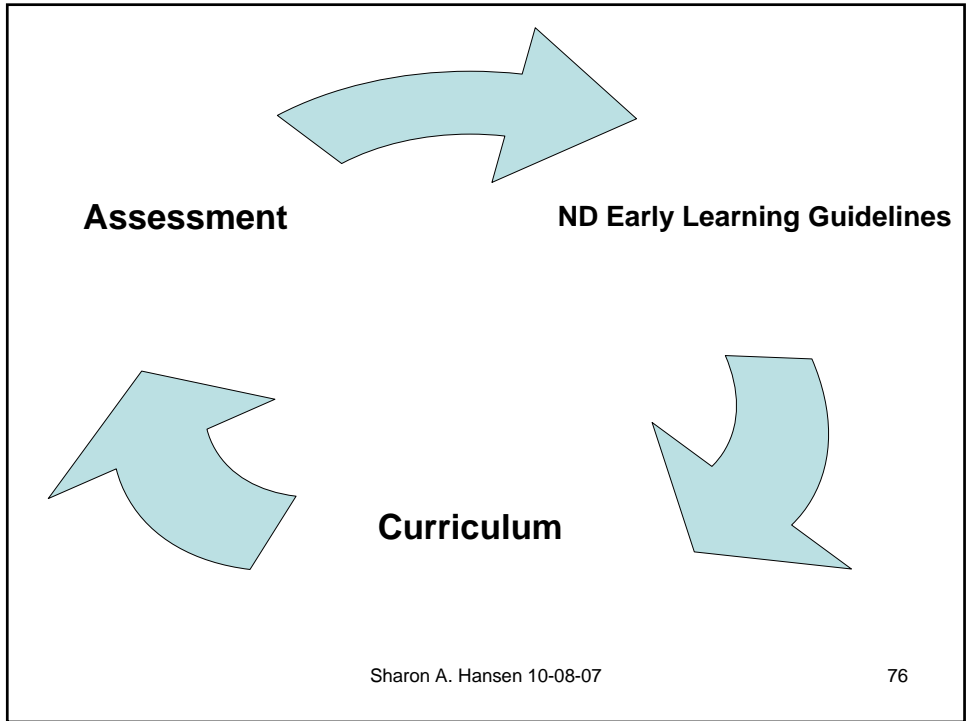 Assessment
ND Early Learning Guidelines
Curriculum
Sharon A. Hansen 10-08-07
76